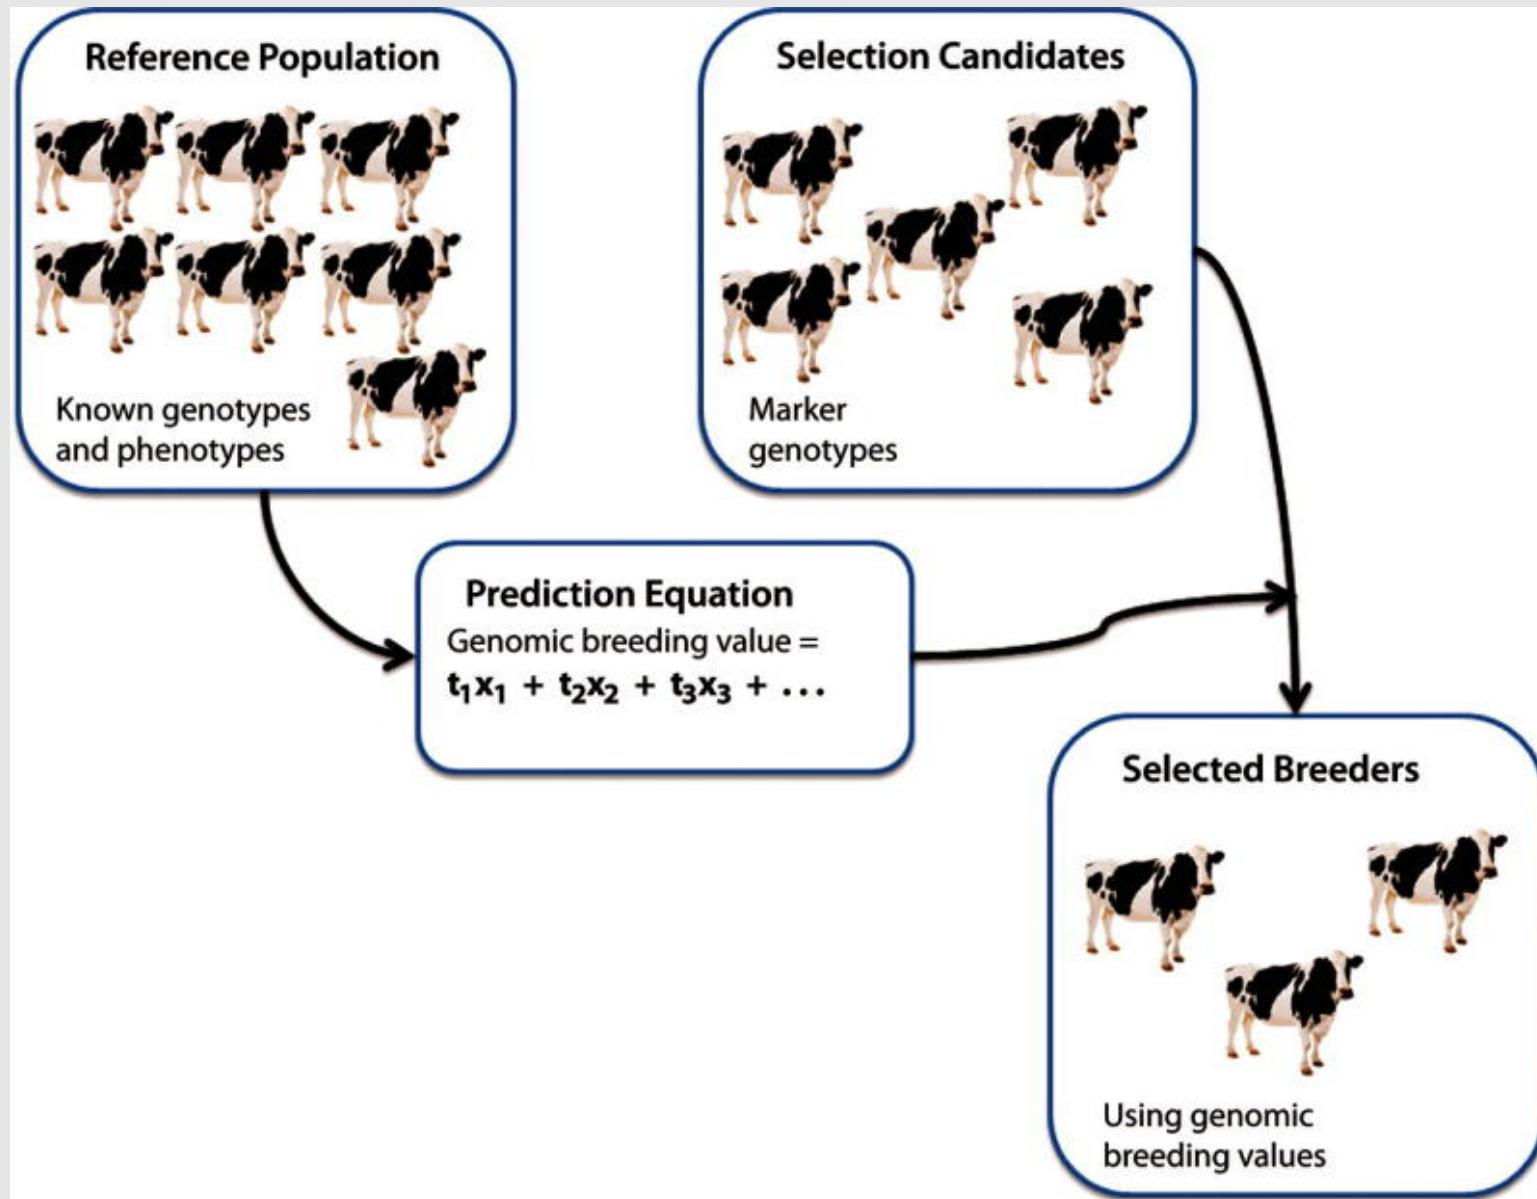 Reference Population
Known genotypes
and phenotypes
Selection Candidates
Marker
genotypes
Prediction Equation
Genomic breeding value =
t₁x₁ + t₂x₂ + t₃x₃ + ...
Selected Breeders
Using genomic
breeding values